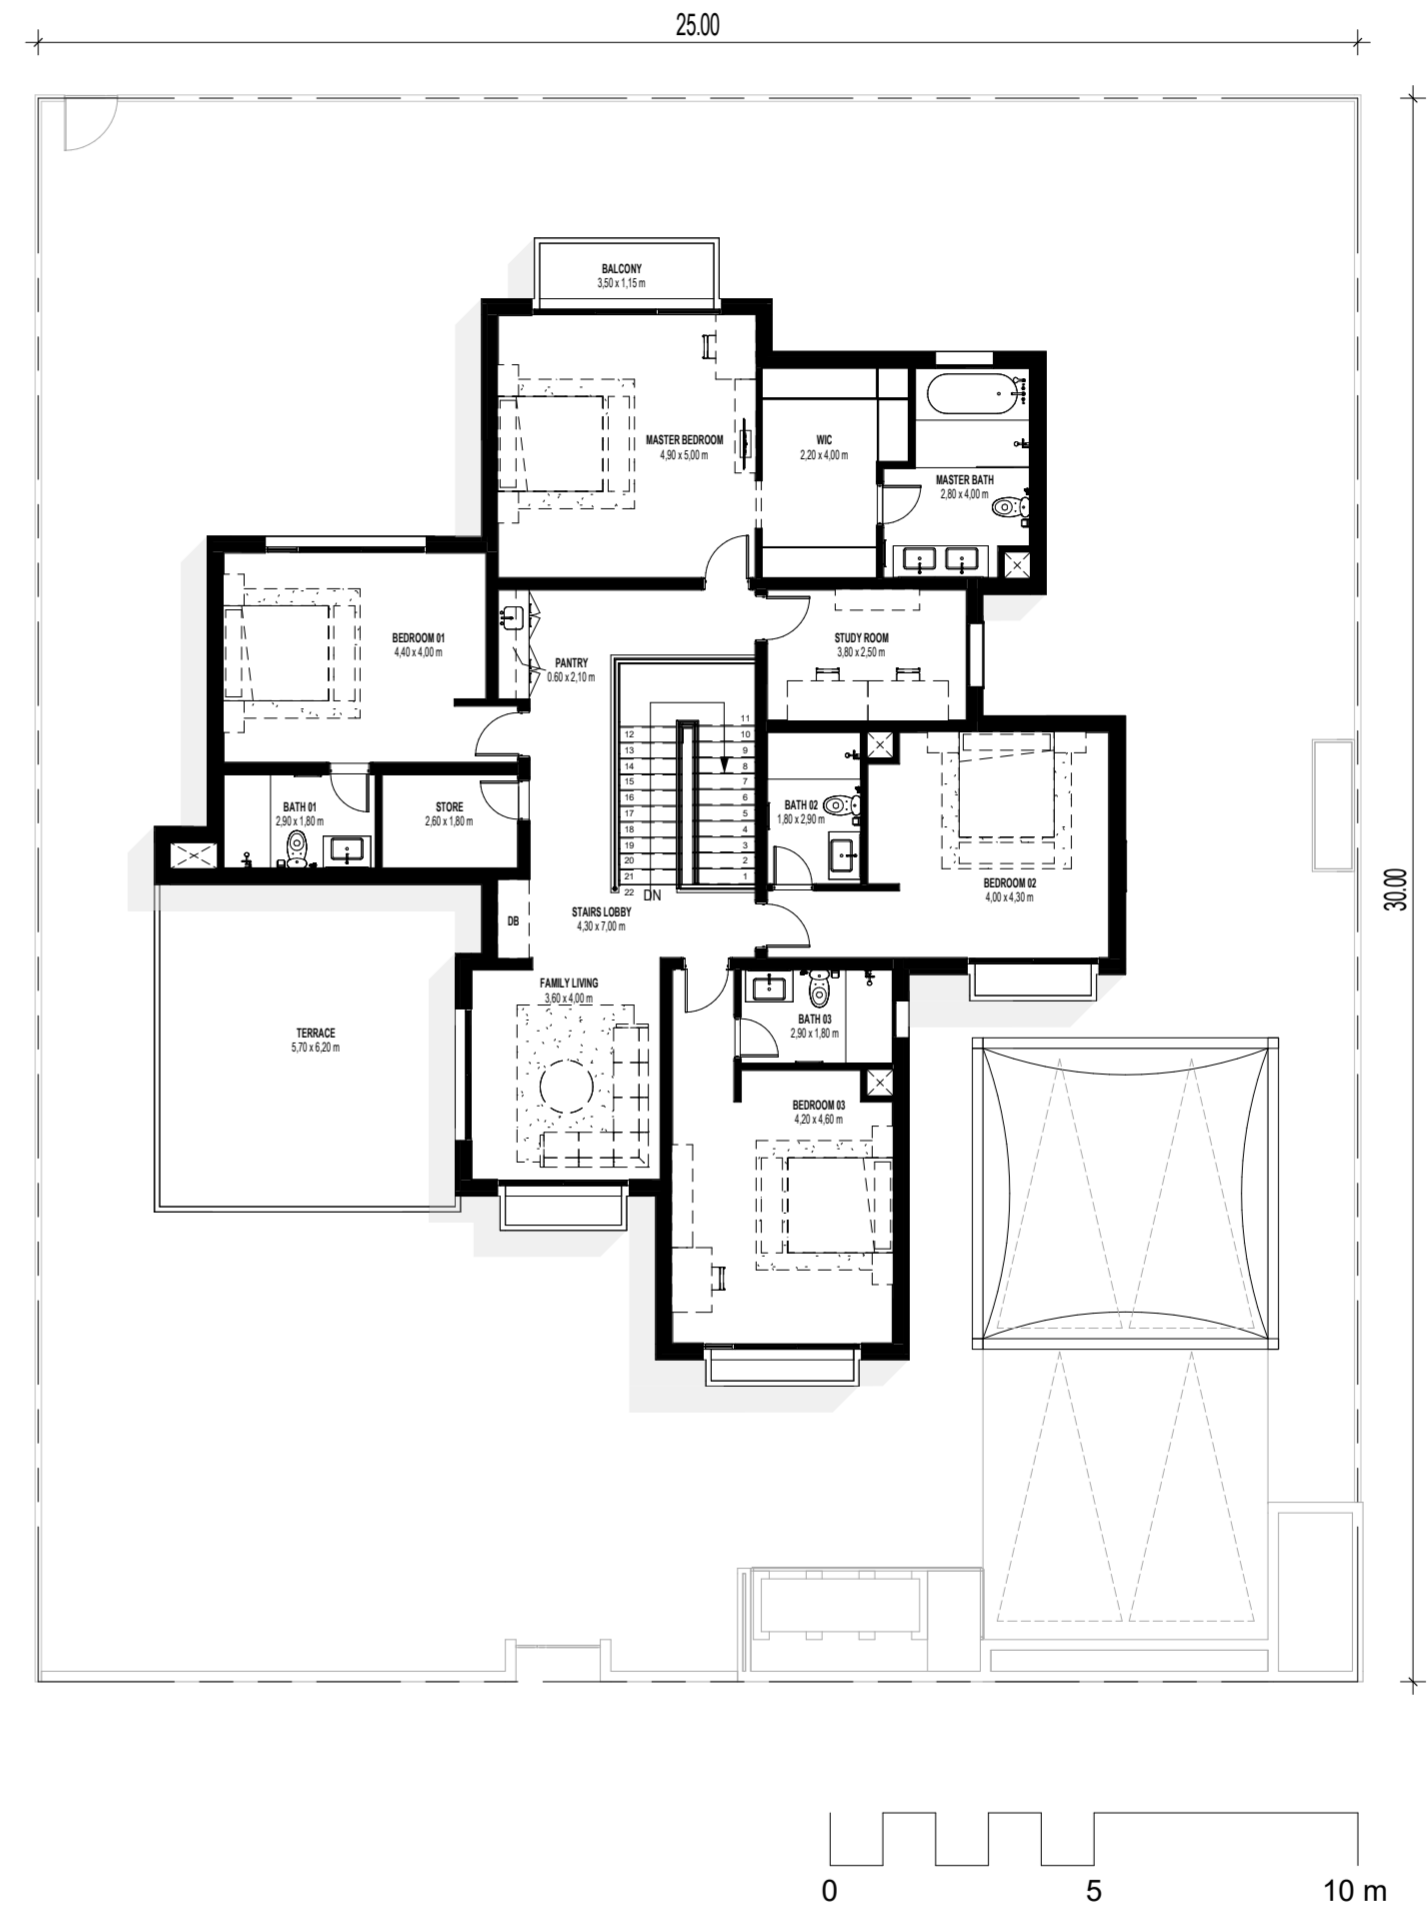 25.00
30.00
BALCONY
3,50 x 1,15 m
MASTER BEDROOM
4,90 x 5,00 m
WIC
2,20 x 4,00 m
MASTER BATH
2,80 x 4,00 m
BEDROOM 01
4,40 x 4,00 m
PANTRY
0.60 x 2,10 m
STUDY ROOM
3,80 x 2,50 m
11
12
10
13
9
14
8
15
7
16
6
17
5
18
4
19
3
20
2
21
1
22
DN
BATH 01
2,90 x 1,80 m
STORE
2,60 x 1,80 m
BATH 02
1,80 x 2,90 m
BEDROOM 02
4,00 x 4,30 m
DB
STAIRS LOBBY
4,30 x 7,00 m
FAMILY LIVING
3,60 x 4,00 m
TERRACE
5,70 x 6,20 m
BATH 03
2,90 x 1,80 m
BEDROOM 03
4,20 x 4,60 m
0
5
10 m